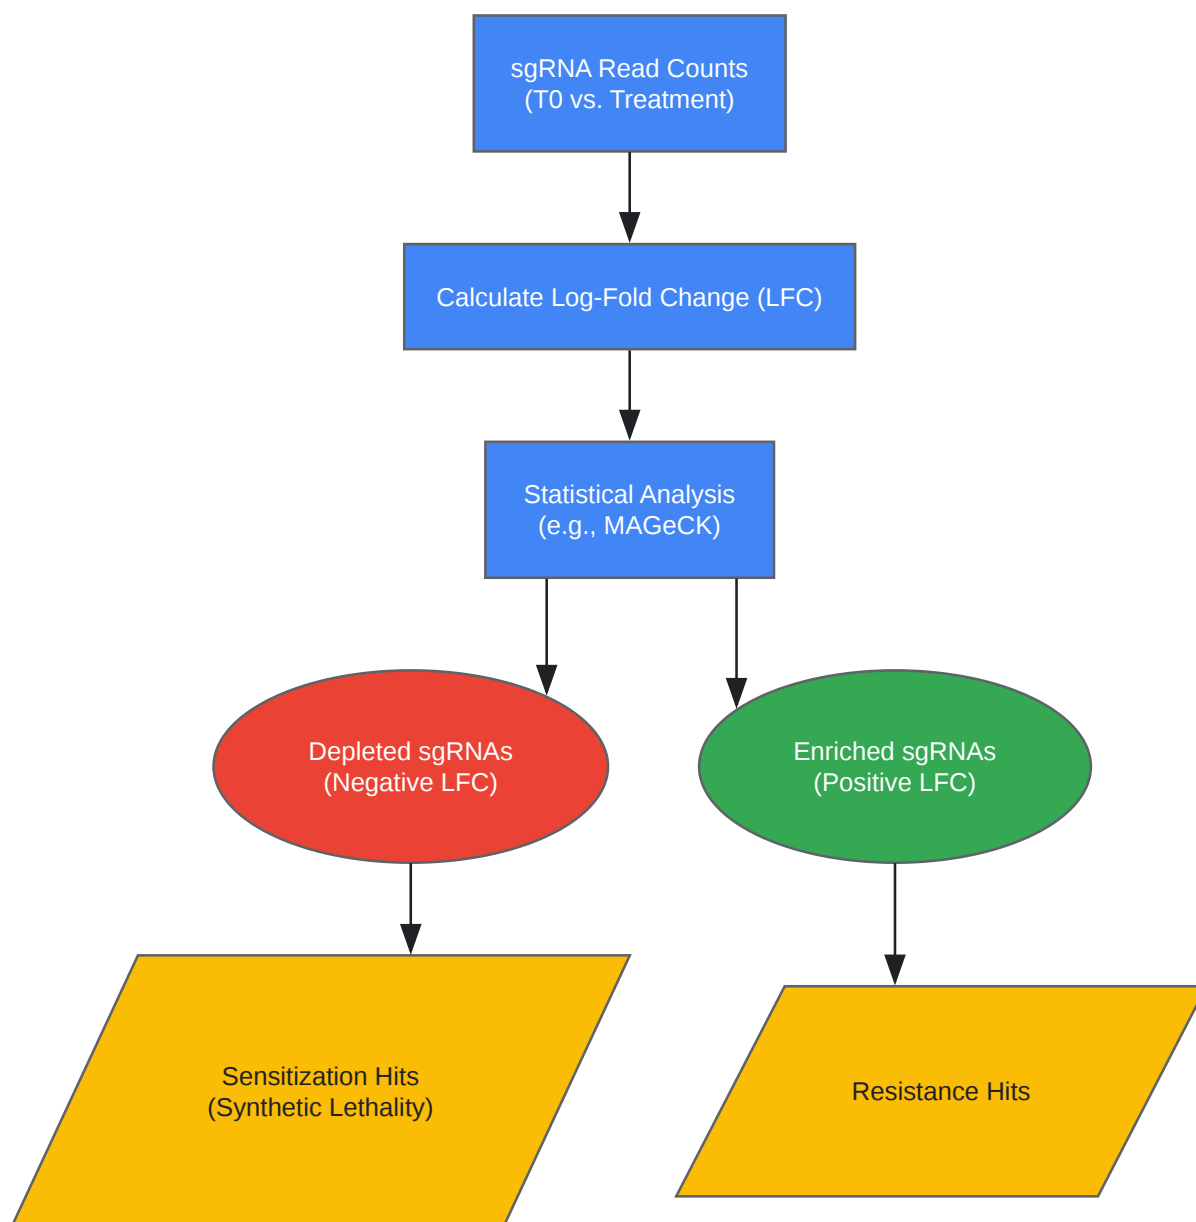 sgRNA Read Counts
(T0 vs. Treatment)
Calculate Log-Fold Change (LFC)
Statistical Analysis
(e.g., MAGeCK)
Depleted sgRNAs
(Negative LFC)
Enriched sgRNAs
(Positive LFC)
Sensitization Hits
(Synthetic Lethality)
Resistance Hits